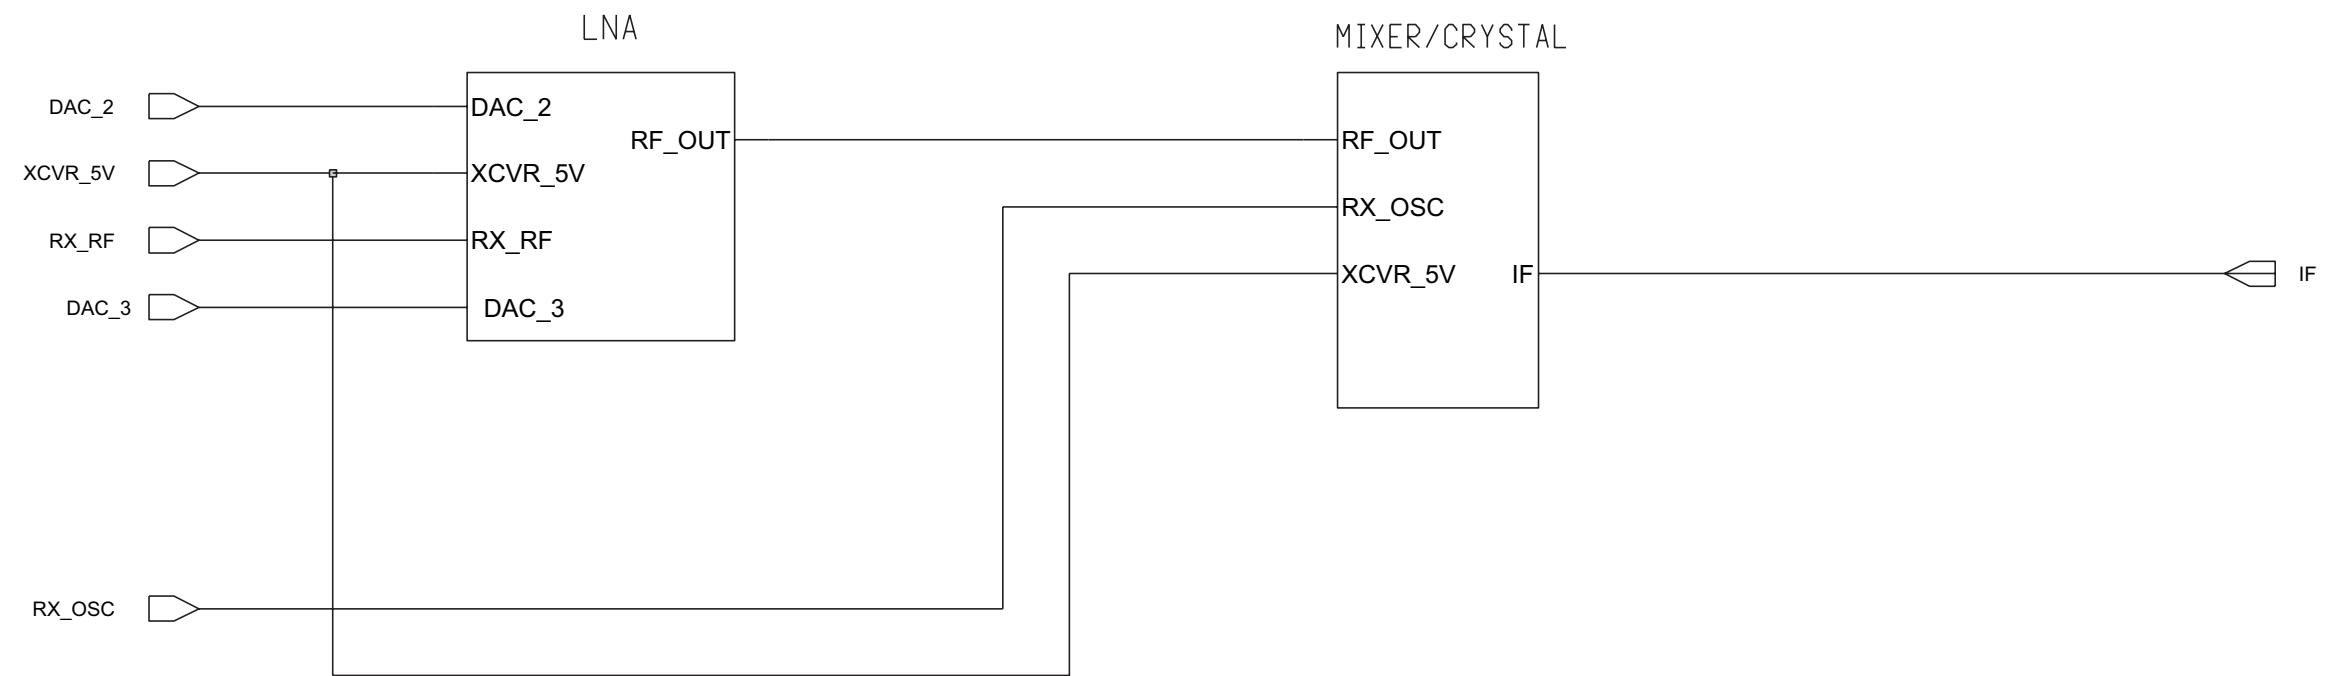 LNA
MIXER/CRYSTAL
DAC_2
DAC_2
RF_OUT
RF_OUT
XCVR_5V
XCVR_5V
RX_OSC
RX_RF
RX_RF
XCVR_5V
IF
IF
DAC_3
DAC_3
RX_OSC